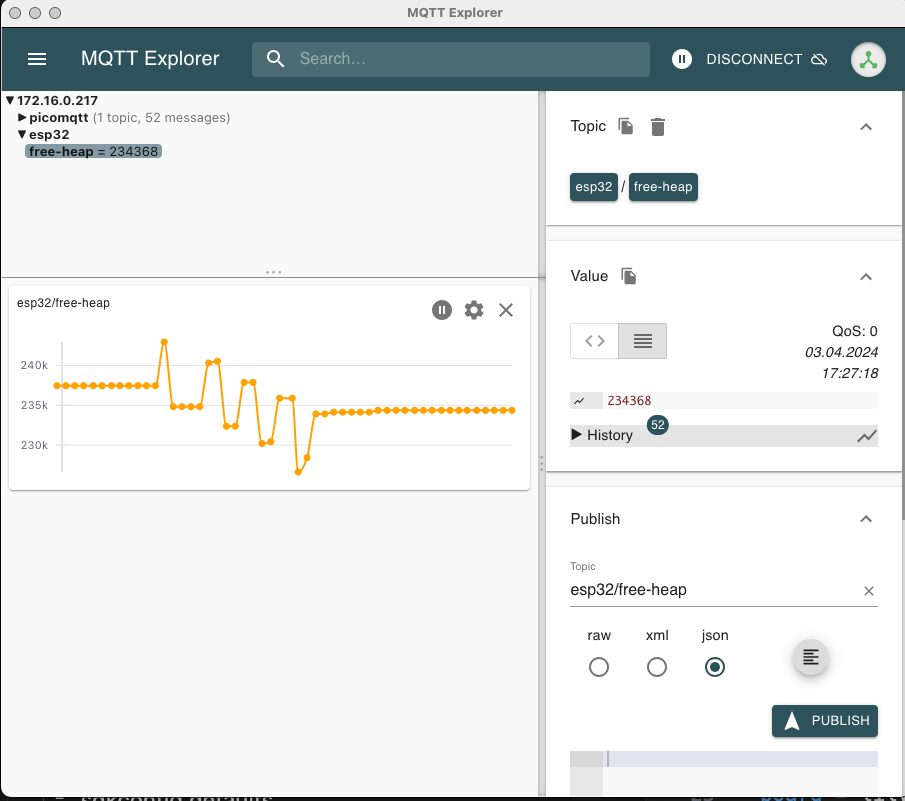 MQTT Explorer
MQTT Explorer
Search...
DISCONNECT
▼172.16.0.217
▶picomqtt (1 topic, 52 messages)
▼esp32
free-heap = 234368
esp32/free-heap
240k
235k
230k
Topic
esp32 / free-heap
Value
QoS: 0
03.04.2024
17:27:18
234368
▶ History 52
Publish
Topic
esp32/free-heap
raw xml json
PUBLISH